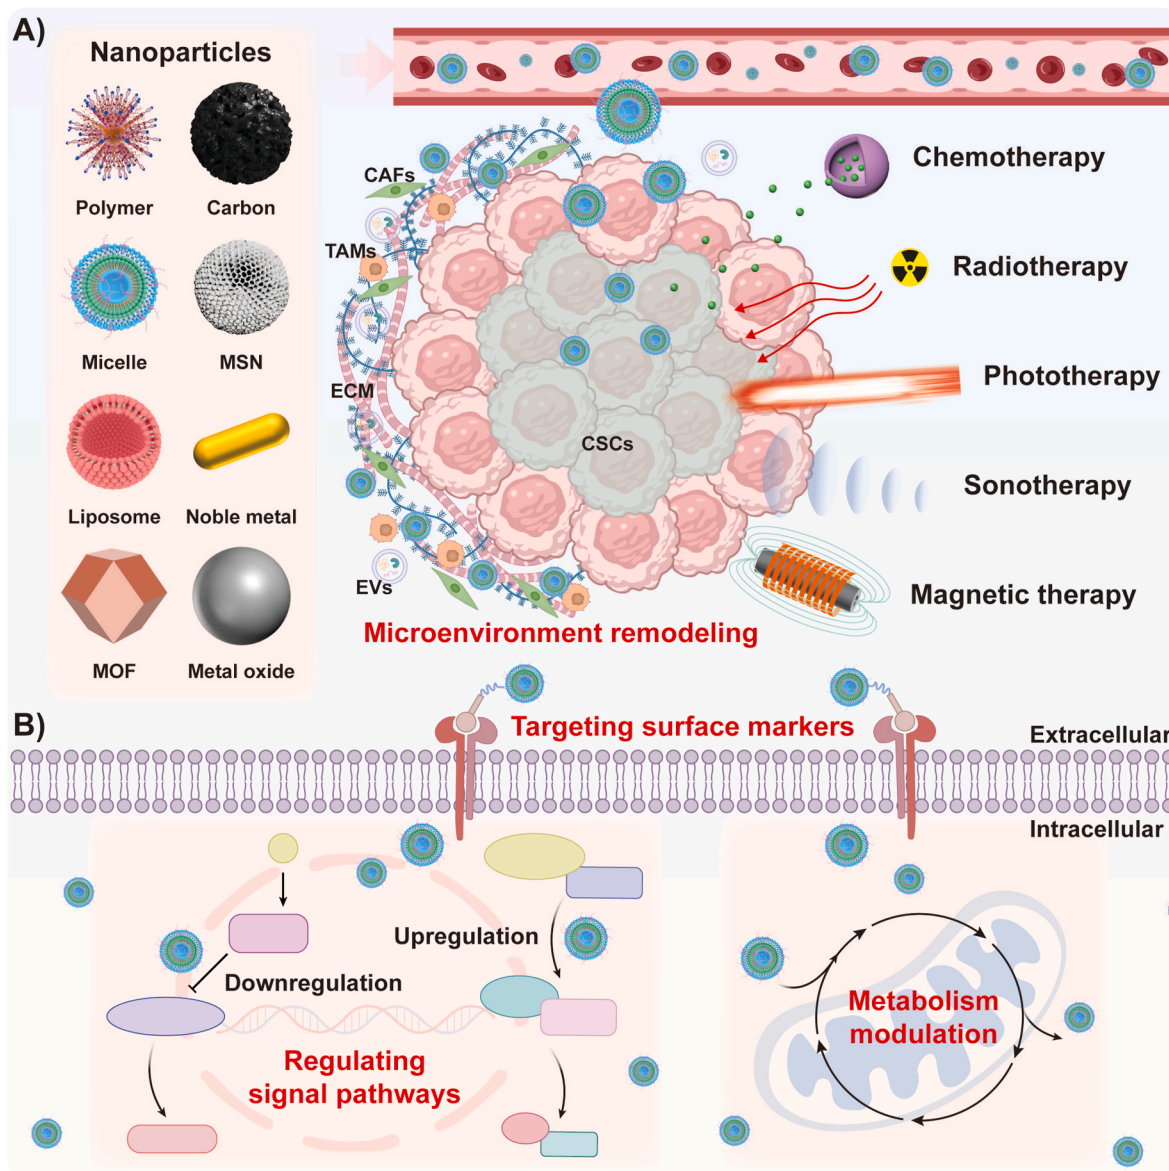 A)
Nanoparticles
Polymer
Carbon
Micelle
MSN
Liposome
Noble metal
MOF
Metal oxide
CAFs
TAMs
ECM
EVs
CSCs
Chemotherapy
Radiotherapy
Phototherapy
Sonotherapy
Magnetic therapy
Microenvironment remodeling
B)
Targeting surface markers
Extracellular
Intracellular
Upregulation
Downregulation
Regulating
signal pathways
Metabolism
modulation